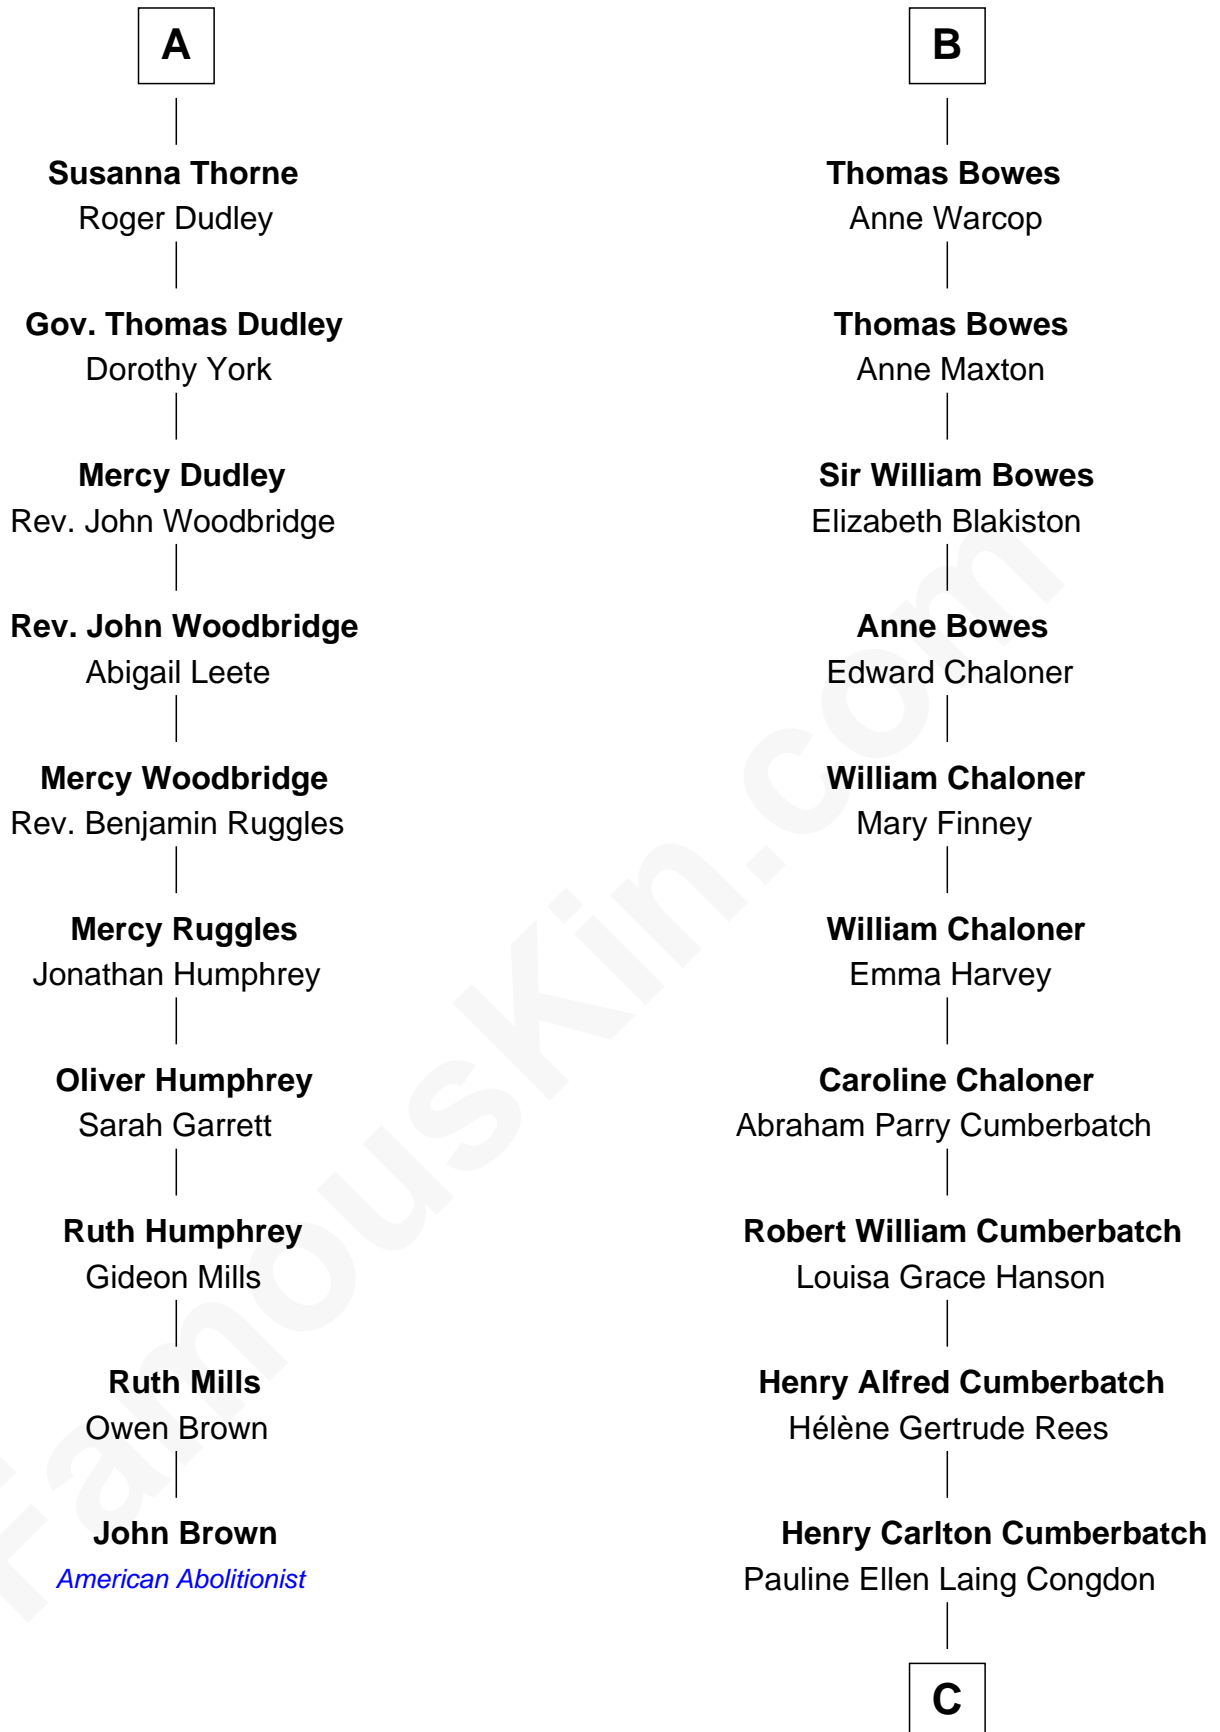 A
Susanna Thorne
Roger Dudley
Gov. Thomas Dudley
Dorothy York
Mercy Dudley
Rev. John Woodbridge
Rev. John Woodbridge
Abigail Leete
Mercy Woodbridge
Rev. Benjamin Ruggles
Mercy Ruggles
Jonathan Humphrey
Oliver Humphrey
Sarah Garrett
Ruth Humphrey
Gideon Mills
Ruth Mills
Owen Brown
John Brown
American Abolitionist
B
Thomas Bowes
Anne Warcop
Thomas Bowes
Anne Maxton
Sir William Bowes
Elizabeth Blakiston
Anne Bowes
Edward Chaloner
William Chaloner
Mary Finney
William Chaloner
Emma Harvey
Caroline Chaloner
Abraham Parry Cumberbatch
Robert William Cumberbatch
Louisa Grace Hanson
Henry Alfred Cumberbatch
Hélène Gertrude Rees
Henry Carlton Cumberbatch
Pauline Ellen Laing Congdon
C
FamousKin.com